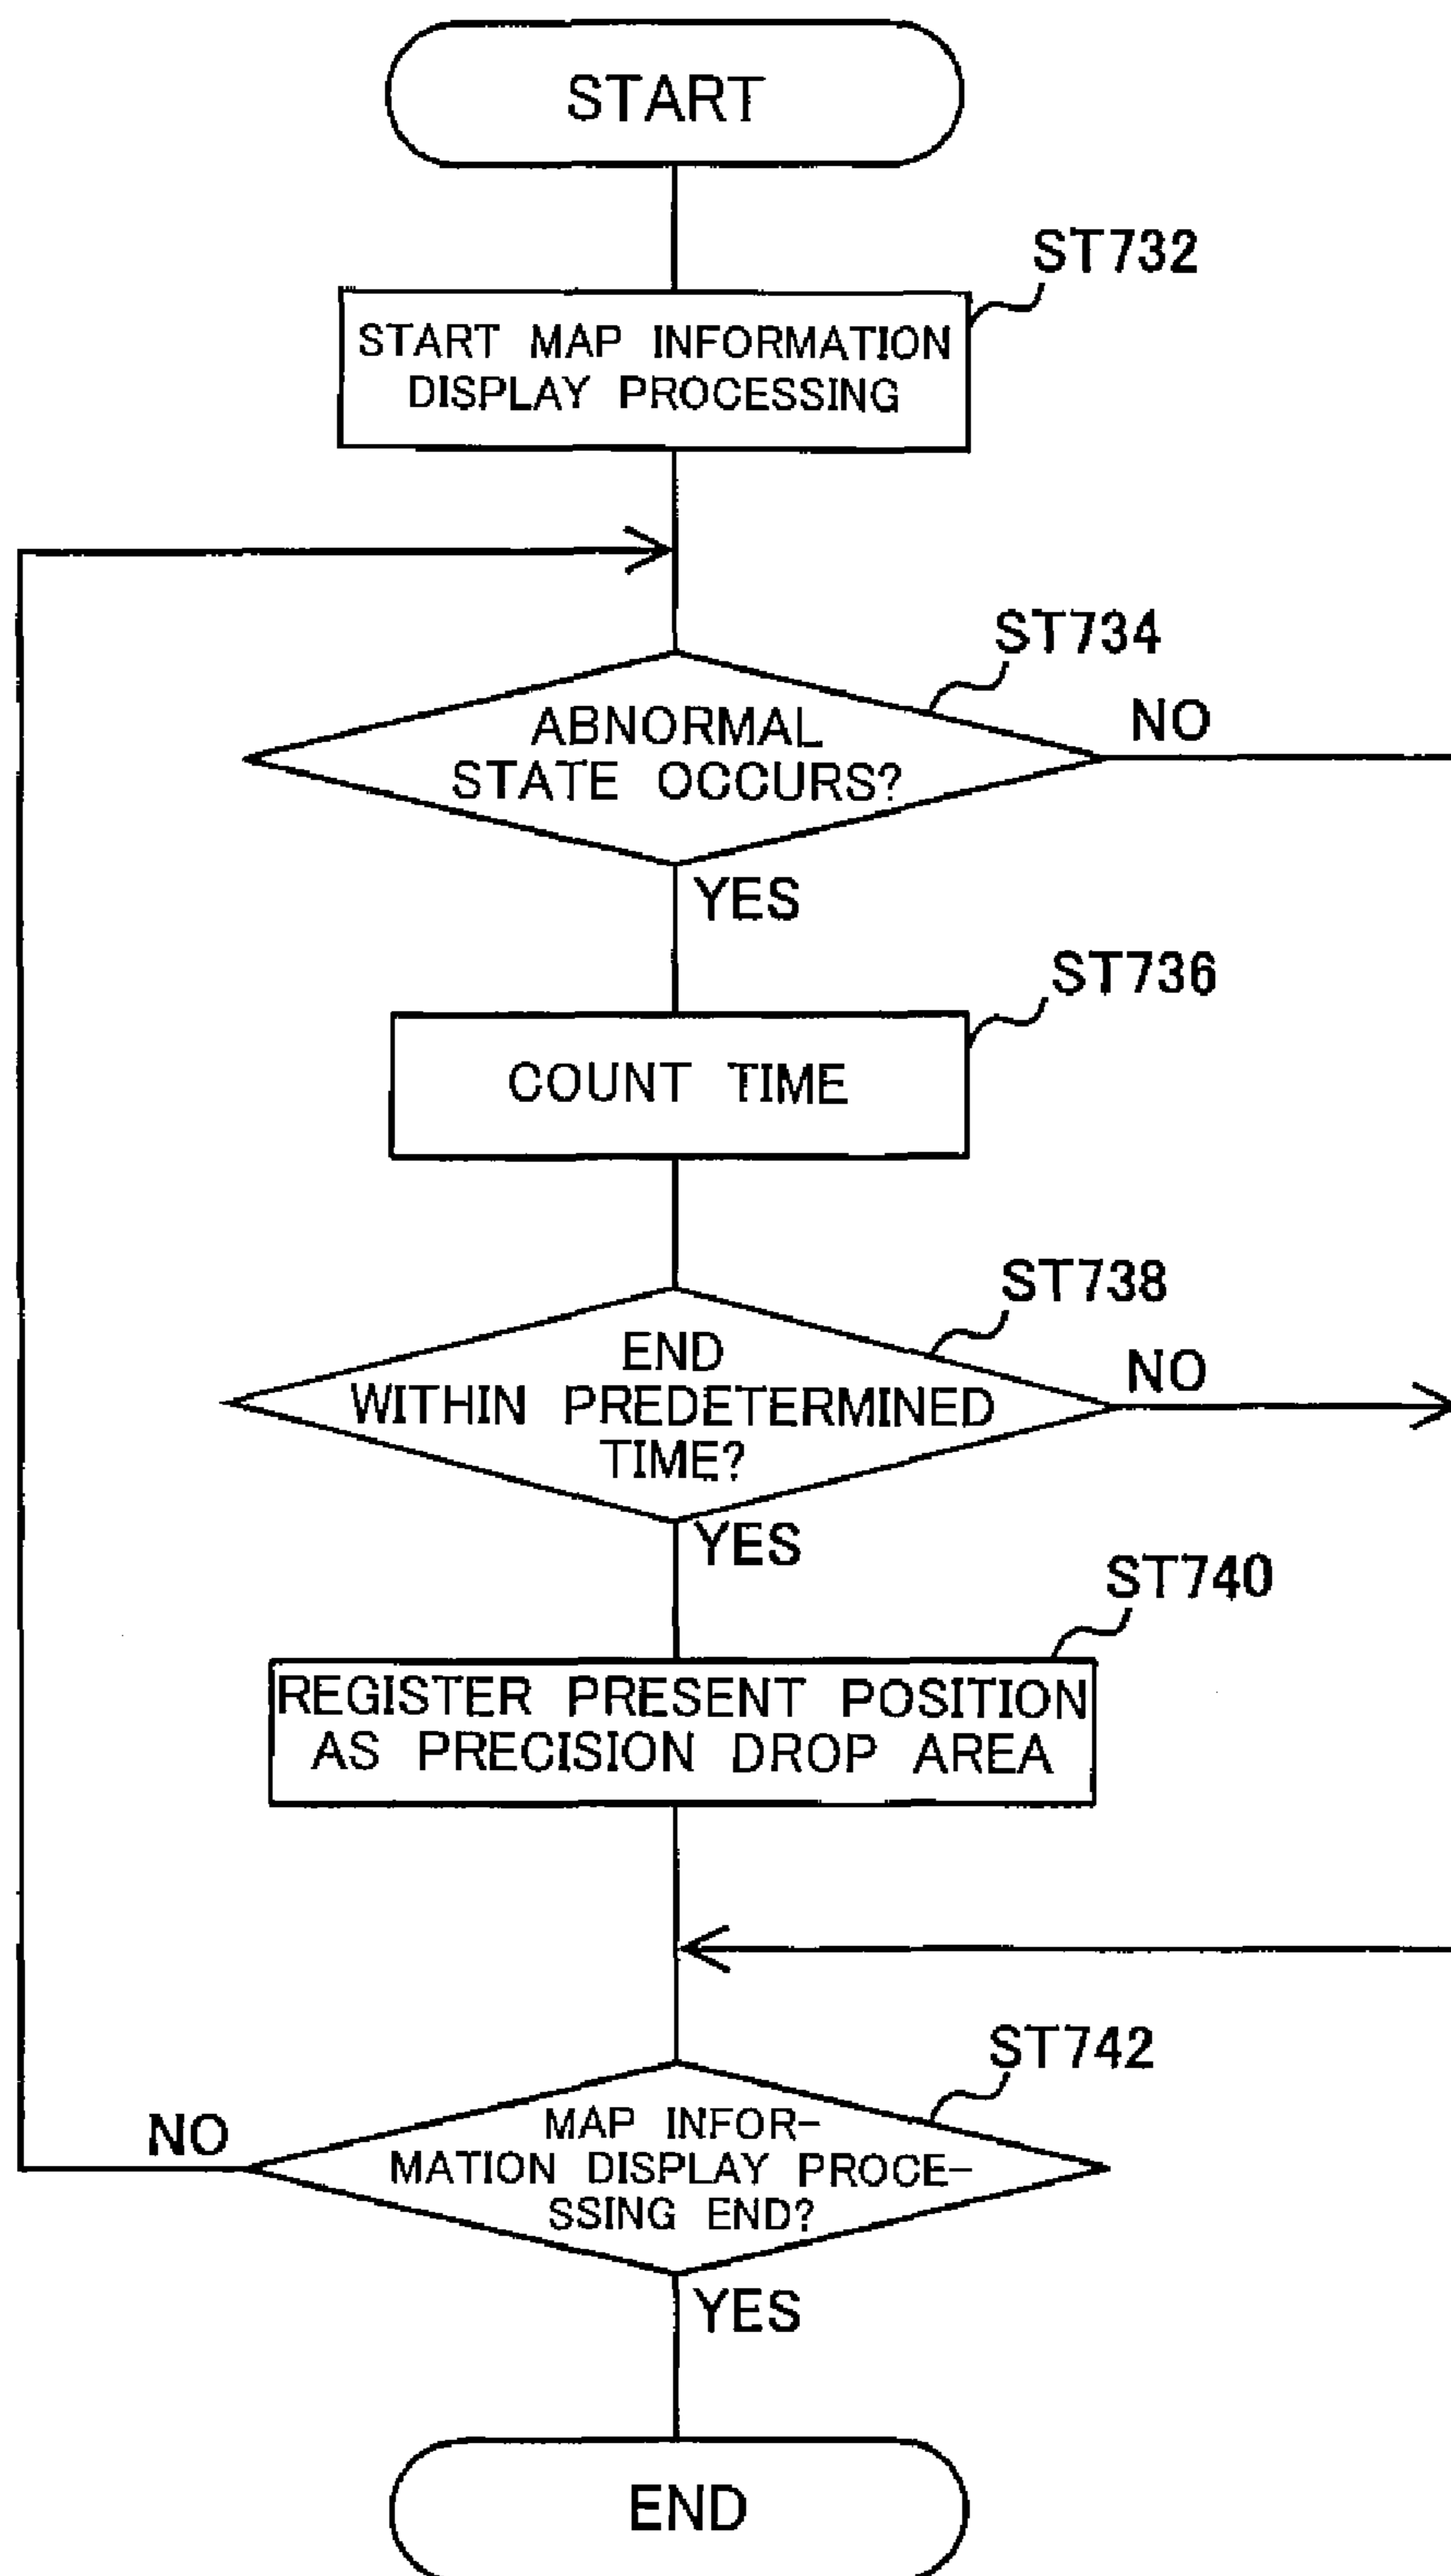 START
ST732
START MAP INFORMATION
DISPLAY PROCESSING
ST734
ABNORMAL
STATE OCCURS?
NO
YES
ST736
COUNT TIME
ST738
END
WITHIN PREDETERMINED
TIME?
NO
YES
ST740
REGISTER PRESENT POSITION
AS PRECISION DROP AREA
ST742
MAP INFOR-
MATION DISPLAY PROCE-
SSING END?
NO
YES
END